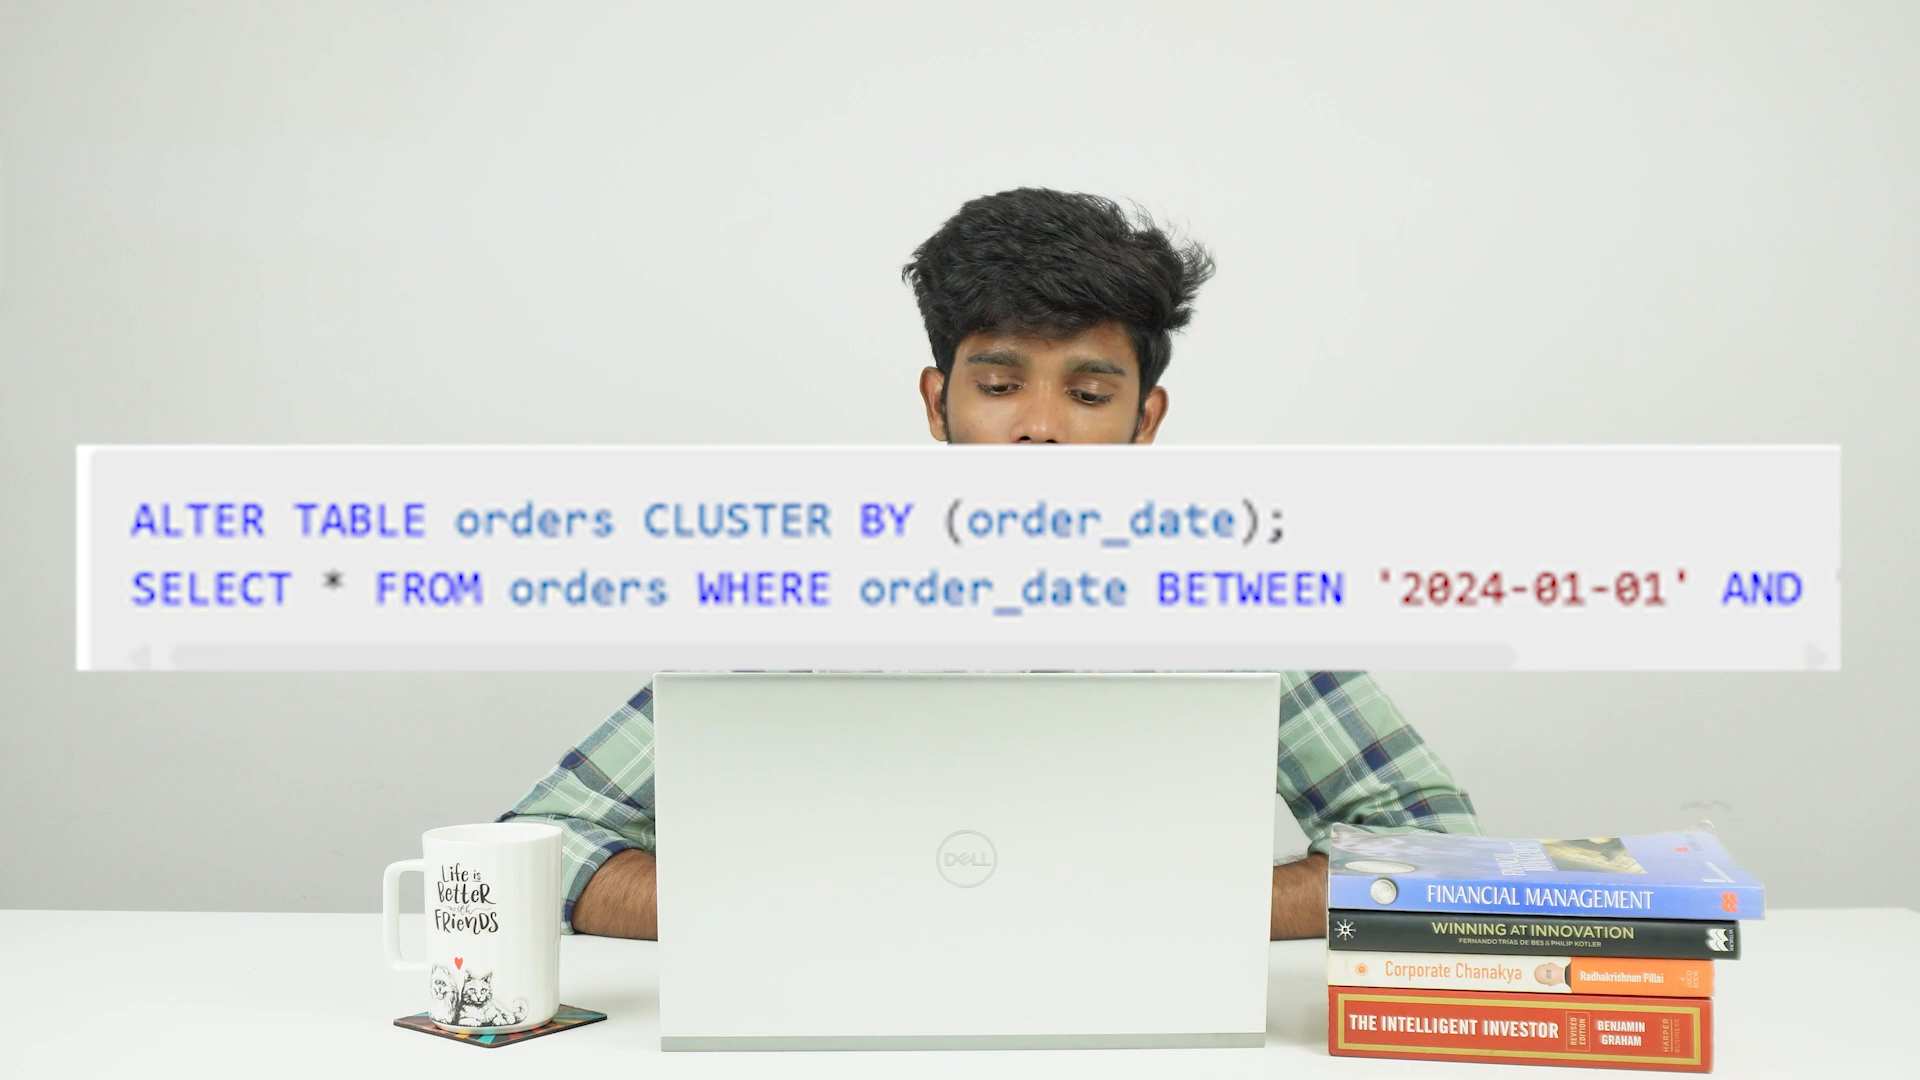 ALTER TABLE orders CLUSTER BY (order_date);
SELECT * FROM orders WHERE order_date BETWEEN '2024-01-01' AND
DELL
Life is
Better
with
Friends
FINANCIAL MANAGEMENT
WINNING AT INNOVATION
FERNANDO TRÍAS DE BES & PHILIP KOTLER
Corporate Chanakya Radhakrishnan Pillai
THE INTELLIGENT INVESTOR REVISED EDITION BENJAMIN GRAHAM HARPER BUSINESS